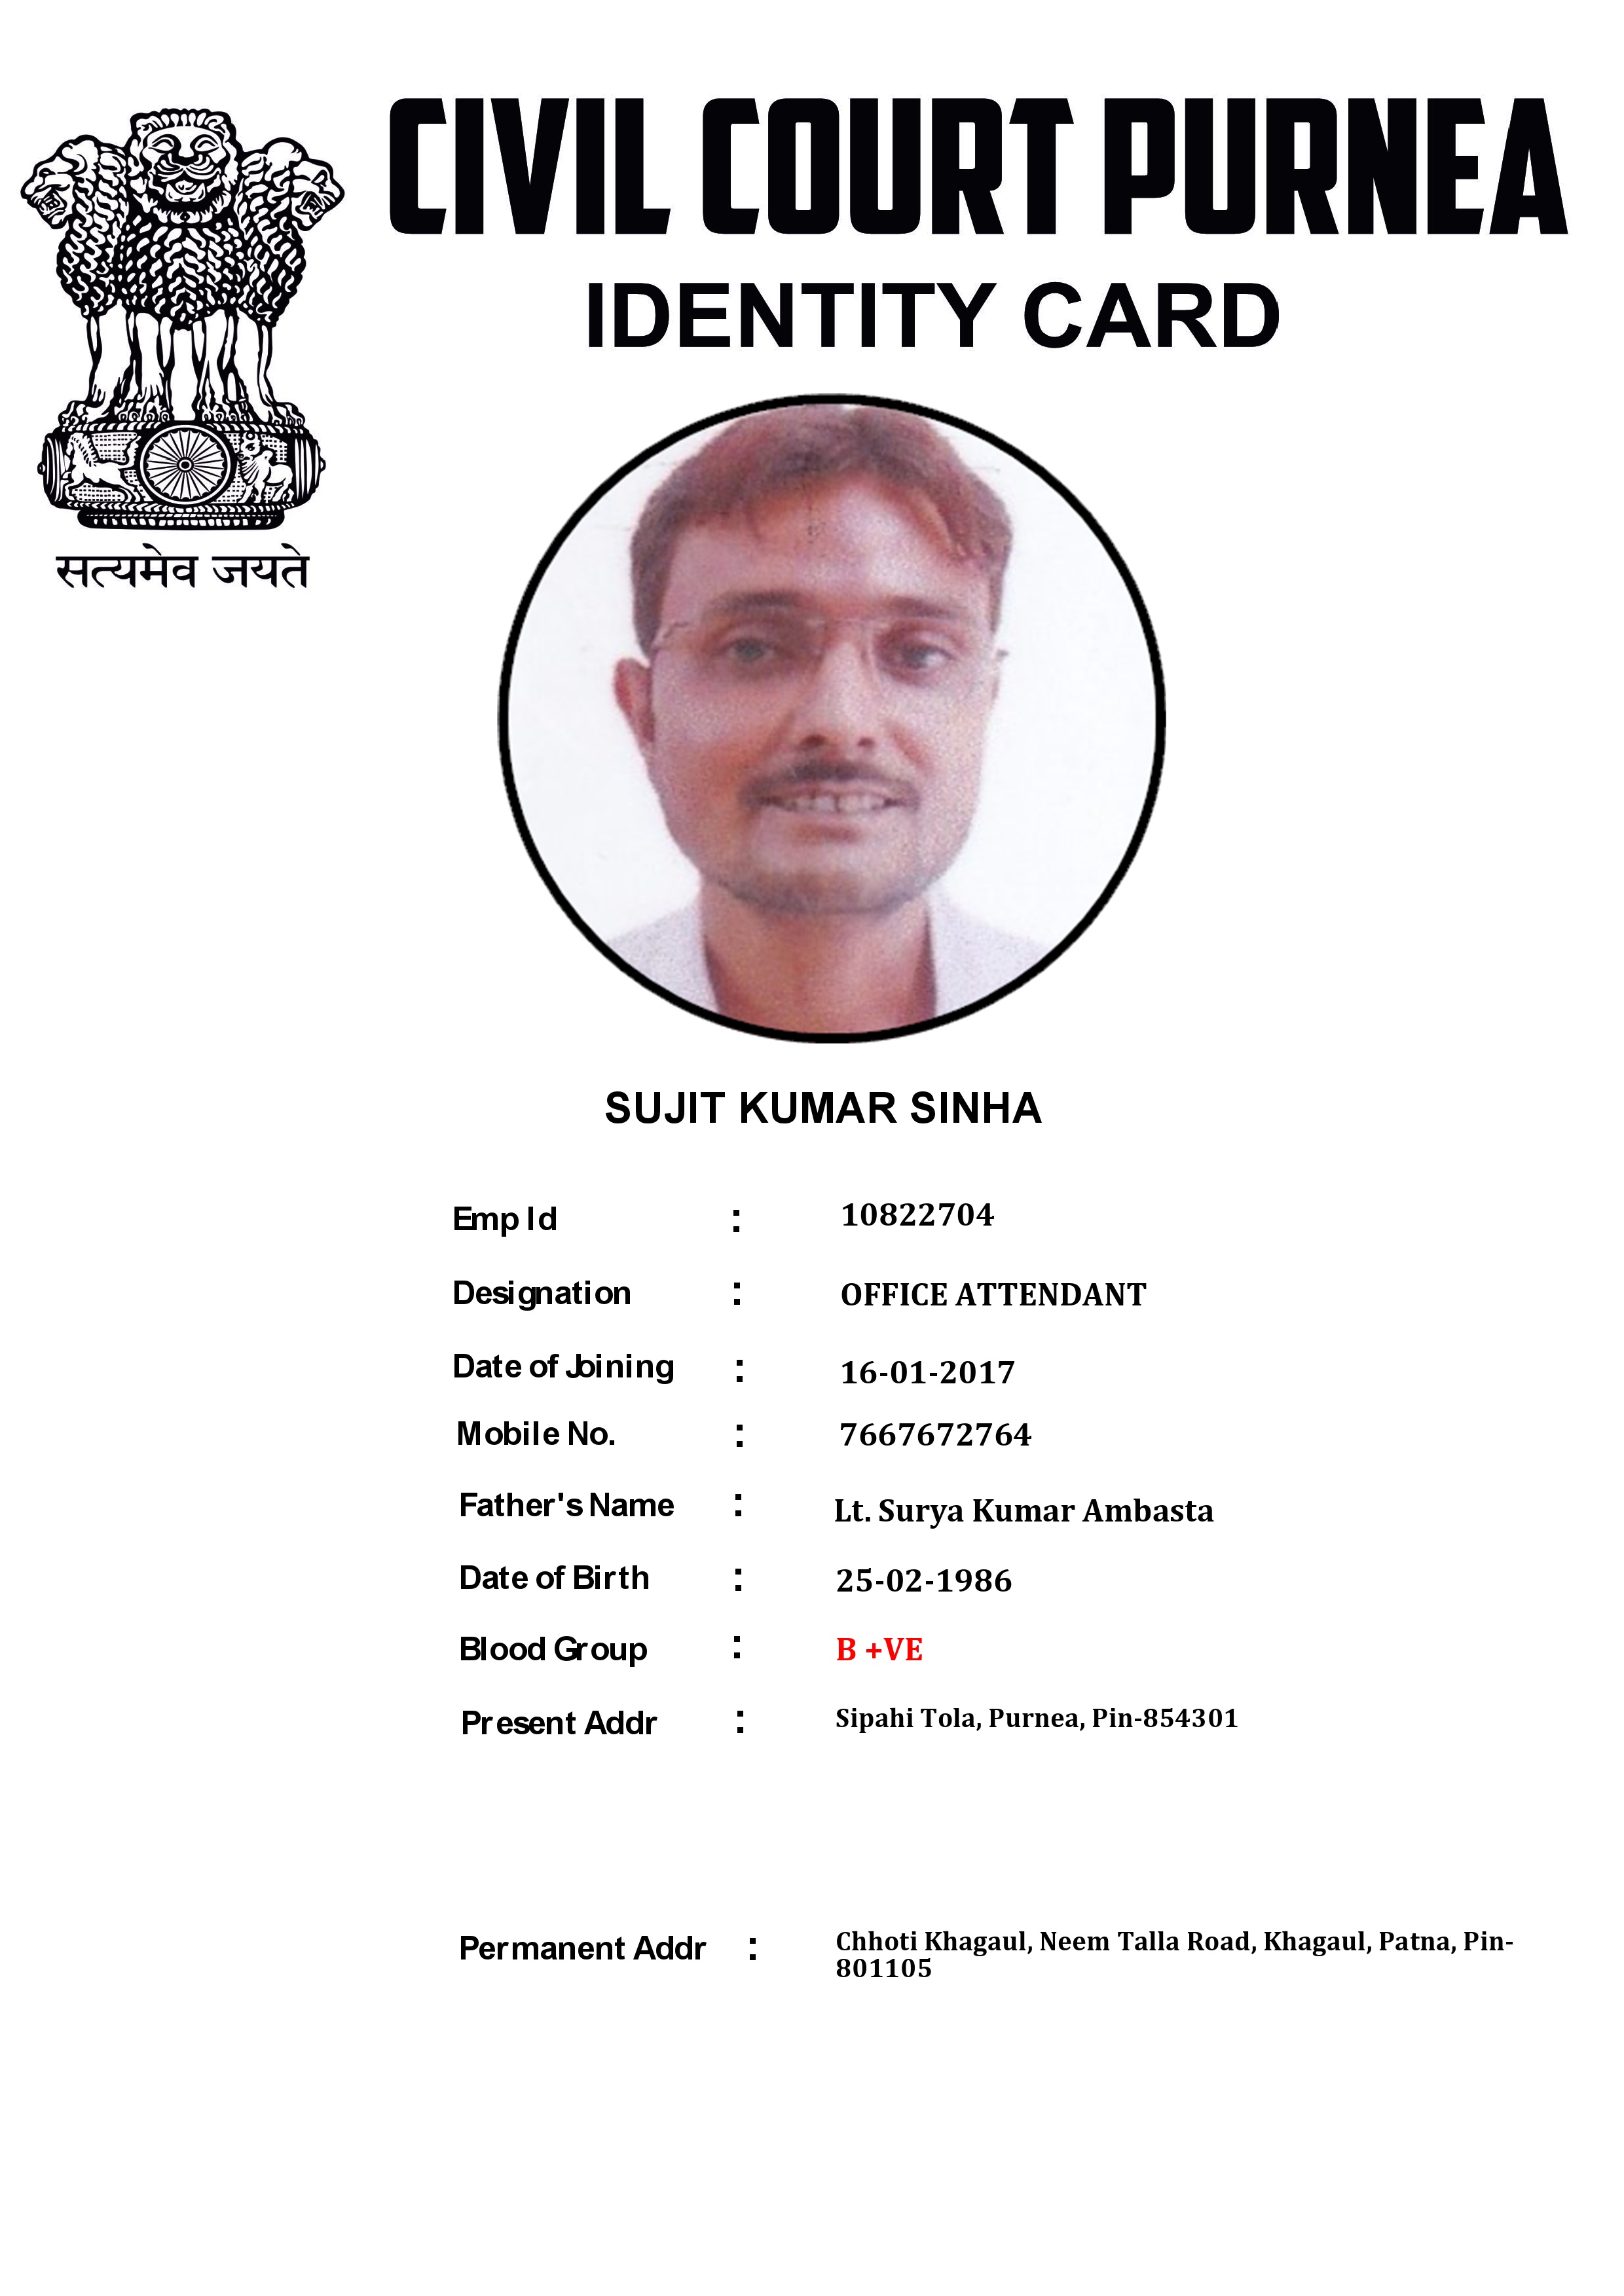 CIVIL COURT PURNEA
IDENTITY CARD
सत्यमेव जयते
SUJIT KUMAR SINHA
Emp Id : 10822704
Designation : OFFICE ATTENDANT
Date of Joining : 16-01-2017
Mobile No. : 7667672764
Father's Name : Lt. Surya Kumar Ambasta
Date of Birth : 25-02-1986
Blood Group : B +VE
Present Addr : Sipahi Tola, Purnea, Pin-854301
Permanent Addr : Chhoti Khagaul, Neem Talla Road, Khagaul, Patna, Pin-
801105